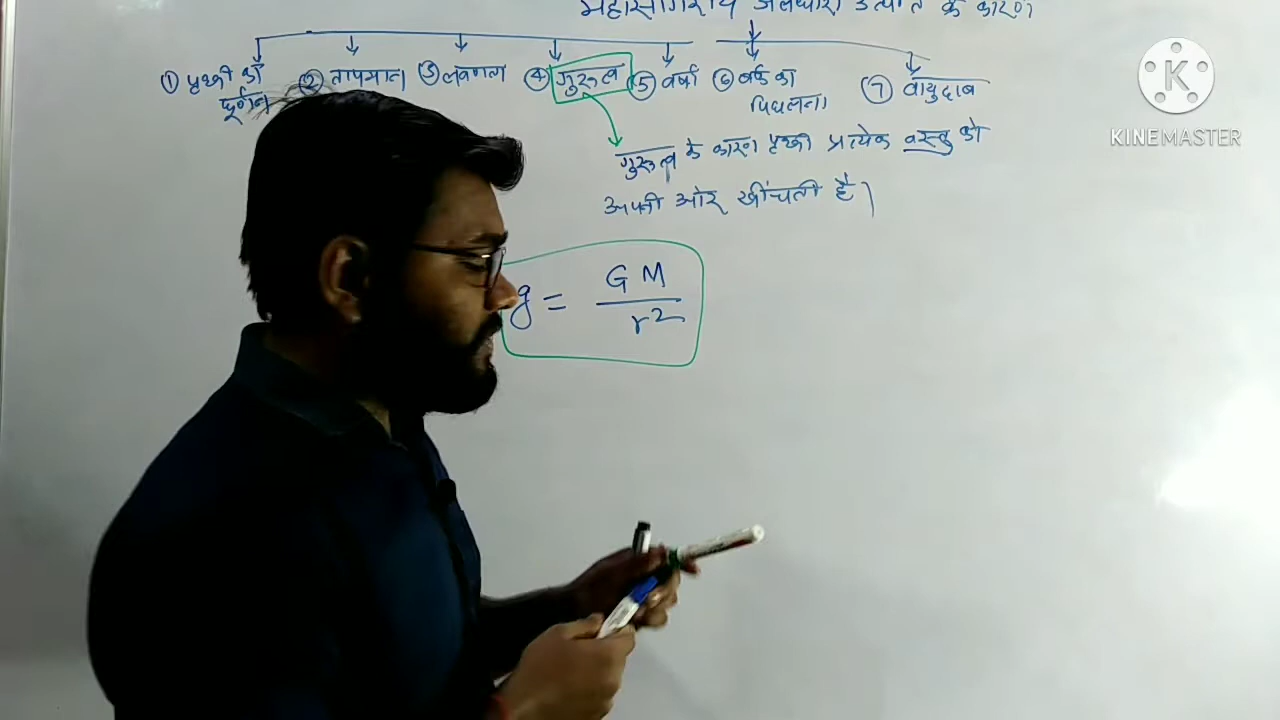 महासागरीय जलधारा उत्पत्ति के कारण
① पृथ्वी का घूर्णन ② तापमान ③ लवणता ④ गुरुत्व ⑤ वर्षा ⑥ बर्फ का पिघलना ⑦ वायुदाब
गुरुत्व के कारण पृथ्वी प्रत्येक वस्तु को
अपनी ओर खींचती है।
g = GM / r²
K
KINEMASTER